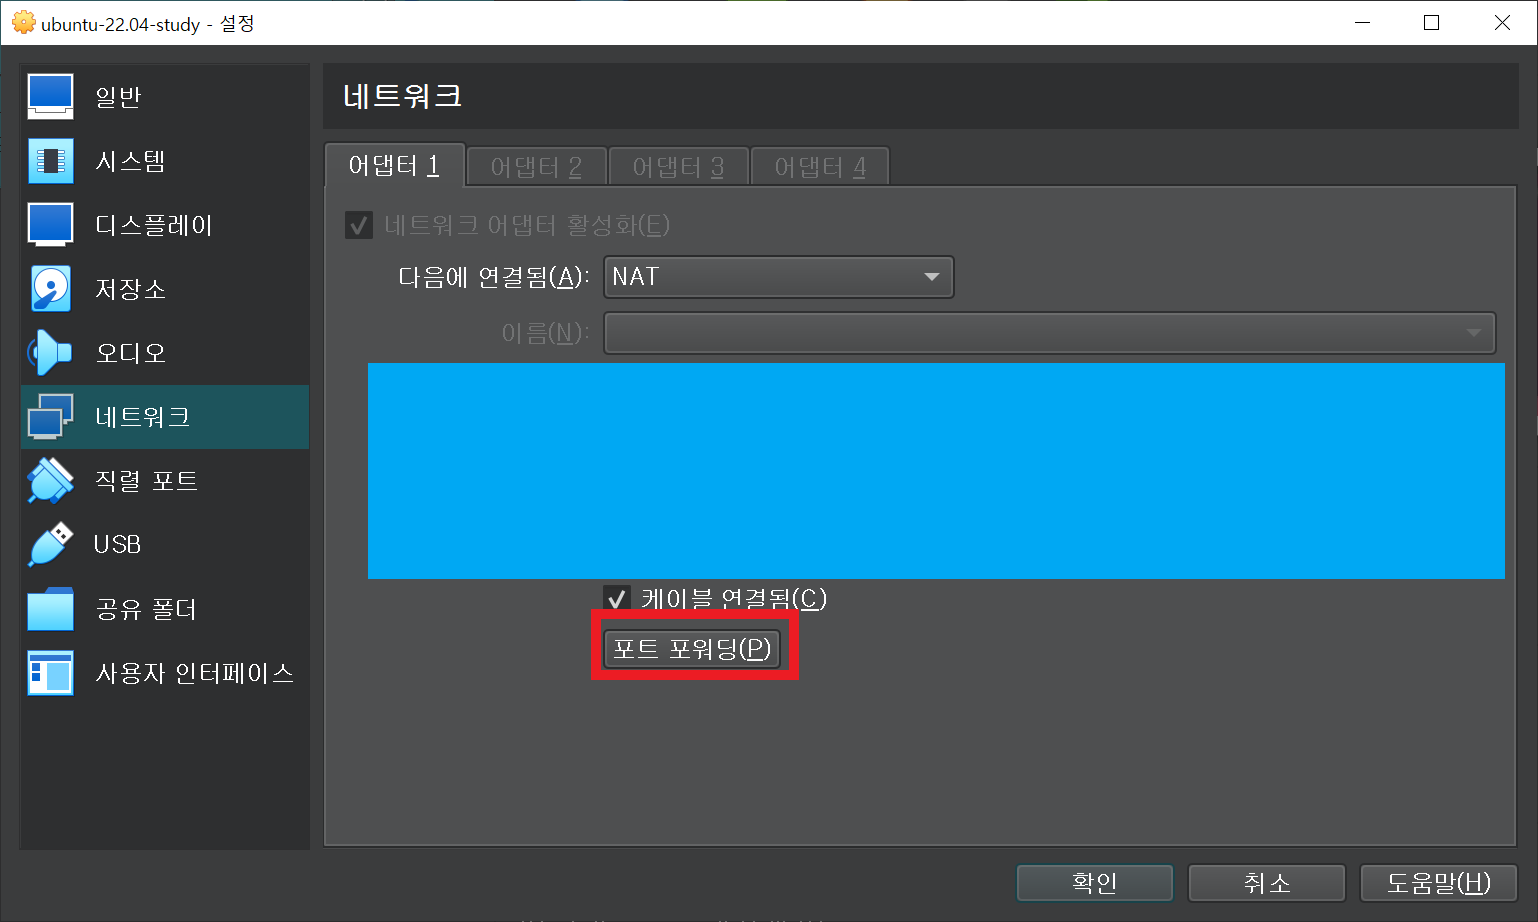 ubuntu-22.04-study - 설정
일반
시스템
디스플레이
저장소
오디오
네트워크
직렬 포트
USB
공유 폴더
사용자 인터페이스
네트워크
어댑터 1 어댑터 2 어댑터 3 어댑터 4
네트워크 어댑터 활성화(E)
다음에 연결됨(A): NAT
이름(N):
케이블 연결됨(C)
포트 포워딩(P)
확인 취소 도움말(H)